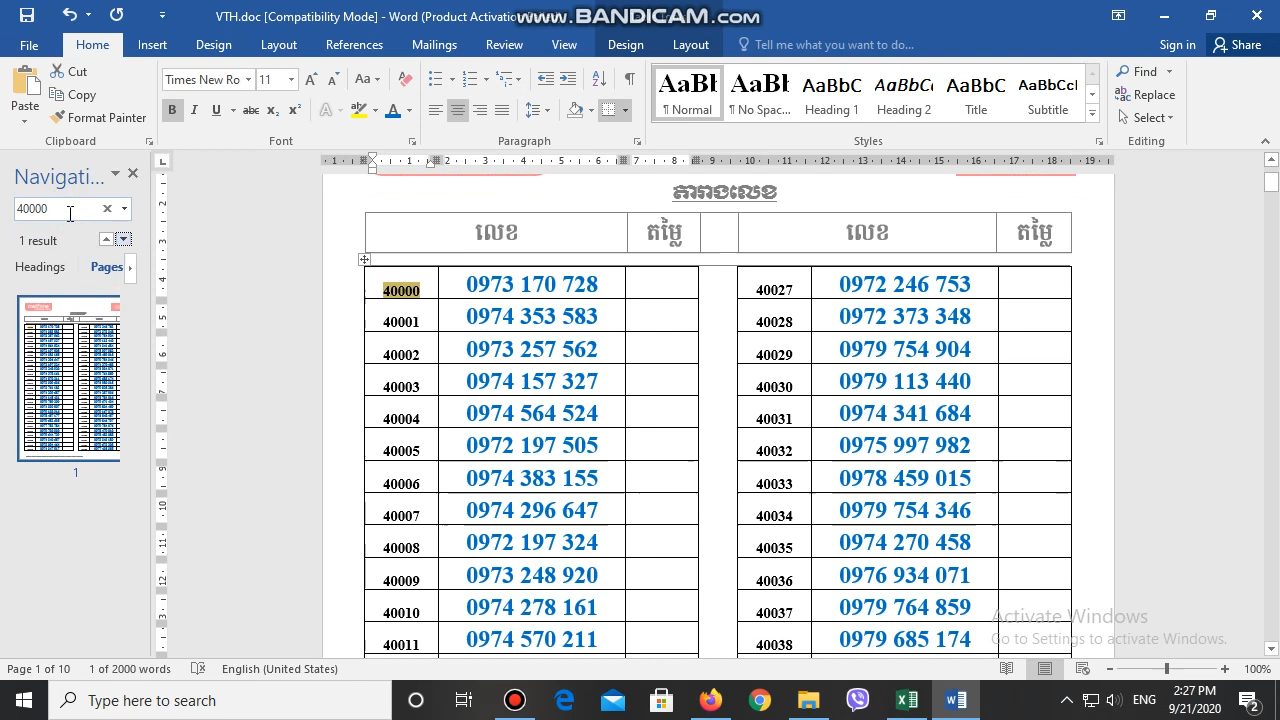 VTH.doc [Compatibility Mode] - Word (Product Activation
www.BANDICAM.com
File Home Insert Design Layout References Mailings Review View Design Layout Tell me what you want to do... Sign in Share
Paste Cut Copy Format Painter
Times New Ro 11
AaBl AaBl AaBbC AaBbCc AaBbC AaBbCc
¶ Normal ¶ No Spac... Heading 1 Heading 2 Title Subtitle
Find Replace Select
Clipboard Font Paragraph Styles Editing
Navigati...
40000
1 result
Headings Pages
1
តារាងលេខ
លេខ តម្លៃ លេខ តម្លៃ
40000 0973 170 728 40027 0972 246 753
40001 0974 353 583 40028 0972 373 348
40002 0973 257 562 40029 0979 754 904
40003 0974 157 327 40030 0979 113 440
40004 0974 564 524 40031 0974 341 684
40005 0972 197 505 40032 0975 997 982
40006 0974 383 155 40033 0978 459 015
40007 0974 296 647 40034 0979 754 346
40008 0972 197 324 40035 0974 270 458
40009 0973 248 920 40036 0976 934 071
40010 0974 278 161 40037 0979 764 859
40011 0974 570 211 40038 0979 685 174
Activate Windows
Go to Settings to activate Windows.
Page 1 of 10 1 of 2000 words English (United States) 100%
Type here to search
ENG 2:27 PM
9/21/2020 2